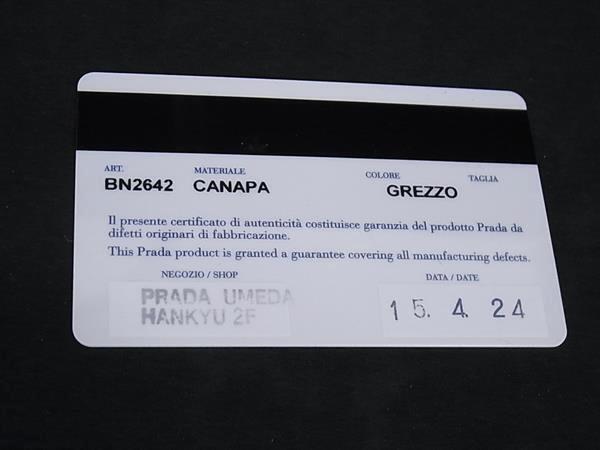 ART. MATERIALE COLORE TAGLIA
BN2642 CANAPA GREZZO
Il presente certificato di autenticità costituisce garanzia del prodotto Prada da
difetti originari di fabbricazione.
This Prada product is granted a guarantee covering all manufacturing defects.
NEGOZIO / SHOP DATA / DATE
PRADA UMEDA
HANKYU 2F
15. 4. 24